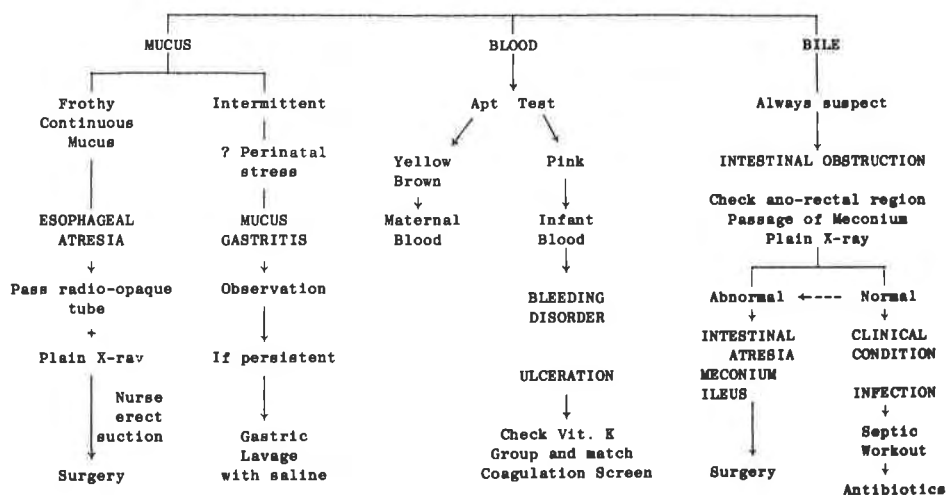 MUCUS
BLOOD
BILE
Frothy
Continuous
Mucus
ESOPHAGEAL
ATRESIA
Pass radio-opaque
tube
+
Plain X-ray
Nurse
erect
suction
Surgery
Intermittent
? Perinatal
stress
MUCUS
GASTRITIS
Observation
If persistent
Gastric
Lavage
with saline
Apt Test
Yellow
Brown
Maternal
Blood
Pink
Infant
Blood
BLEEDING
DISORDER
ULCERATION
Check Vit. K
Group and match
Coagulation Screen
Always suspect
INTESTINAL OBSTRUCTION
Check ano-rectal region
Passage of Meconium
Plain X-ray
Abnormal
INTESTINAL
ATRESIA
MECONIUM
ILEUS
Surgery
Normal
CLINICAL
CONDITION
INFECTION
Septic
Workout
Antibiotics